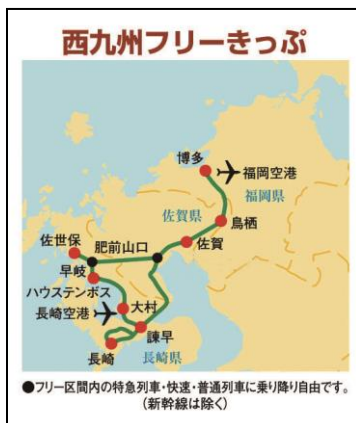 西九州フリーきっぷ
博多
福岡空港
福岡県
佐賀県
鳥栖
佐世保
肥前山口
佐賀
早岐
ハウステンボス
長崎空港
大村
諫早
長崎
長崎県
●フリー区間内の特急列車・快速・普通列車に乗り降り自由です。
(新幹線は除く)